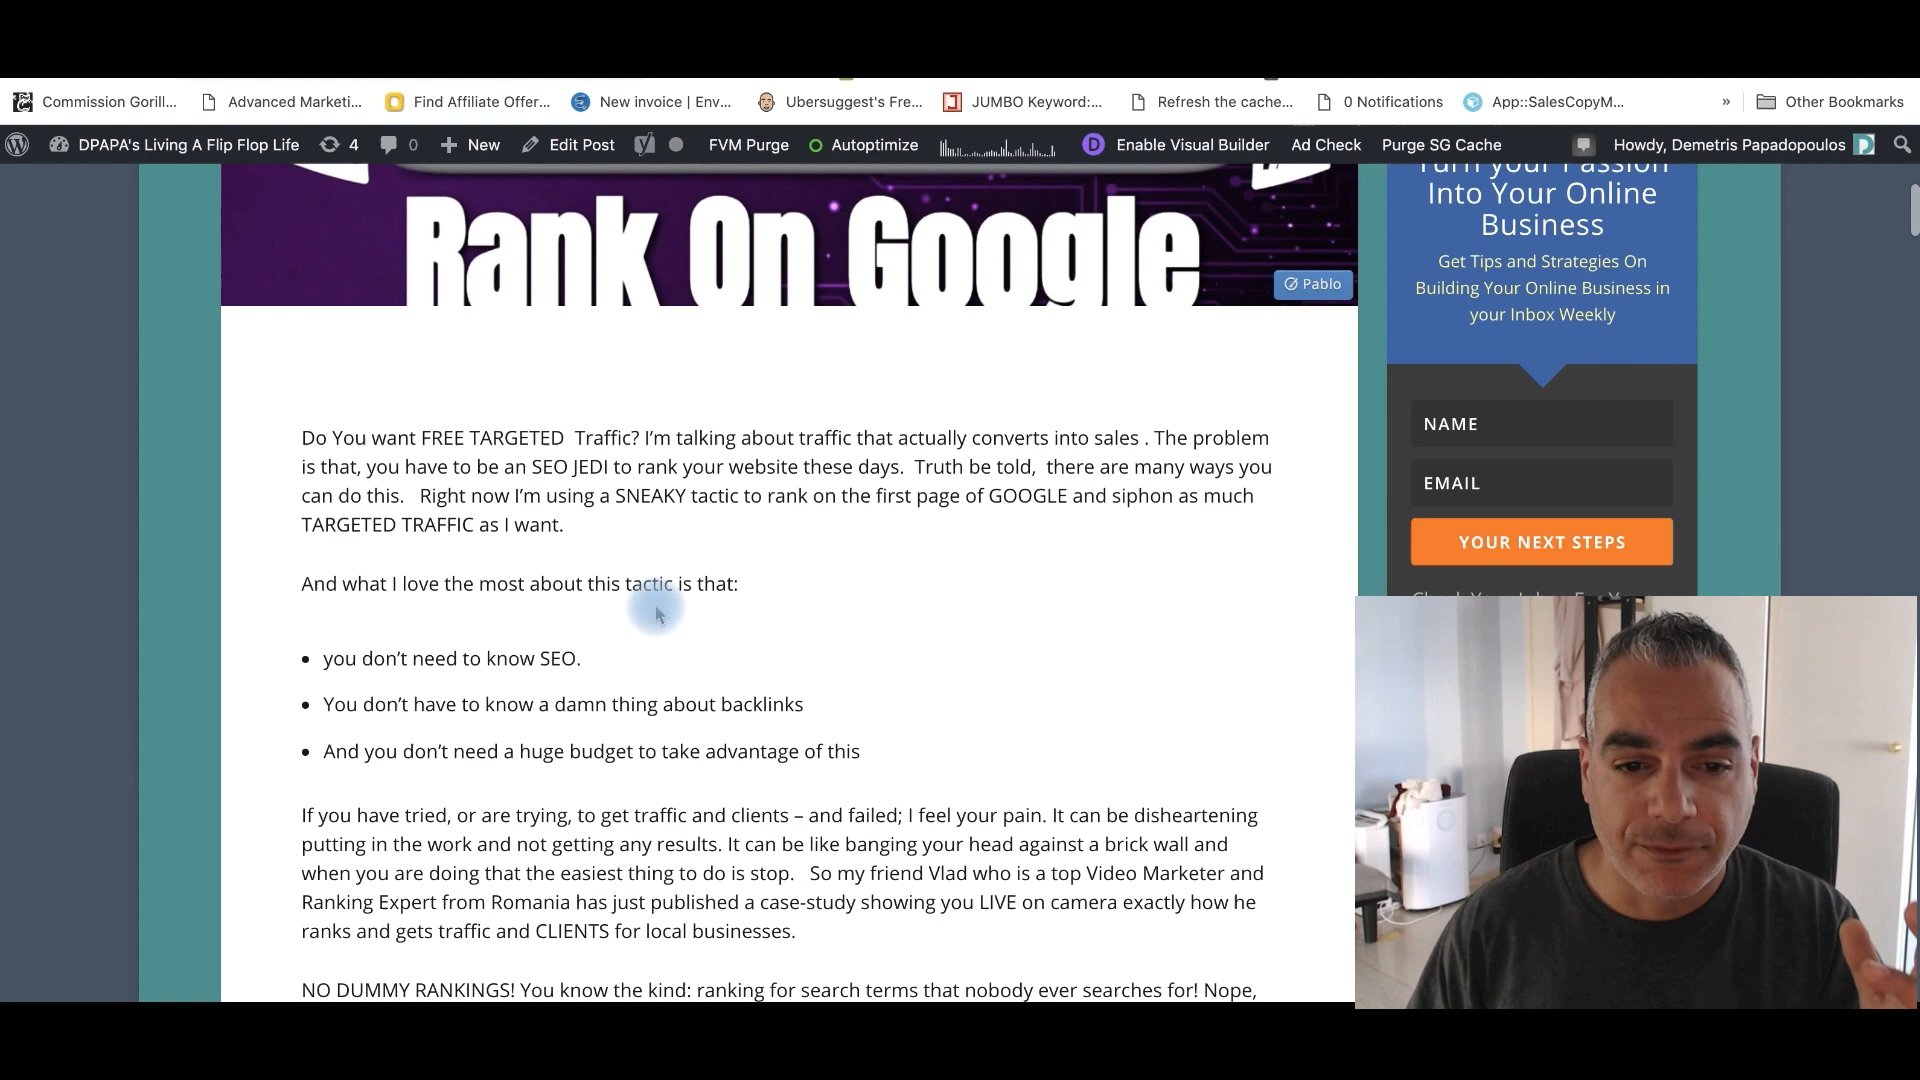 Commission Gorill...
Advanced Marketi...
Find Affiliate Offer...
New invoice | Env...
Ubersuggest's Fre...
JUMBO Keyword:...
Refresh the cache...
0 Notifications
App::SalesCopyM...
»
Other Bookmarks
DPAPA's Living A Flip Flop Life
4
0
New
Edit Post
FVM Purge
Autoptimize
D
Enable Visual Builder
Ad Check
Purge SG Cache
Howdy, Demetris Papadopoulos
Rank On Google
Pablo
Do You want FREE TARGETED  Traffic? I’m talking about traffic that actually converts into sales . The problem
is that, you have to be an SEO JEDI to rank your website these days.  Truth be told,  there are many ways you
can do this.   Right now I’m using a SNEAKY tactic to rank on the first page of GOOGLE and siphon as much
TARGETED TRAFFIC as I want.
And what I love the most about this tactic is that:
• you don’t need to know SEO.
• You don’t have to know a damn thing about backlinks
• And you don’t need a huge budget to take advantage of this
If you have tried, or are trying, to get traffic and clients – and failed; I feel your pain. It can be disheartening
putting in the work and not getting any results. It can be like banging your head against a brick wall and
when you are doing that the easiest thing to do is stop.   So my friend Vlad who is a top Video Marketer and
Ranking Expert from Romania has just published a case-study showing you LIVE on camera exactly how he
ranks and gets traffic and CLIENTS for local businesses.
NO DUMMY RANKINGS! You know the kind: ranking for search terms that nobody ever searches for! Nope,
Turn your Passion
Into Your Online
Business
Get Tips and Strategies On
Building Your Online Business in
your Inbox Weekly
NAME
EMAIL
YOUR NEXT STEPS